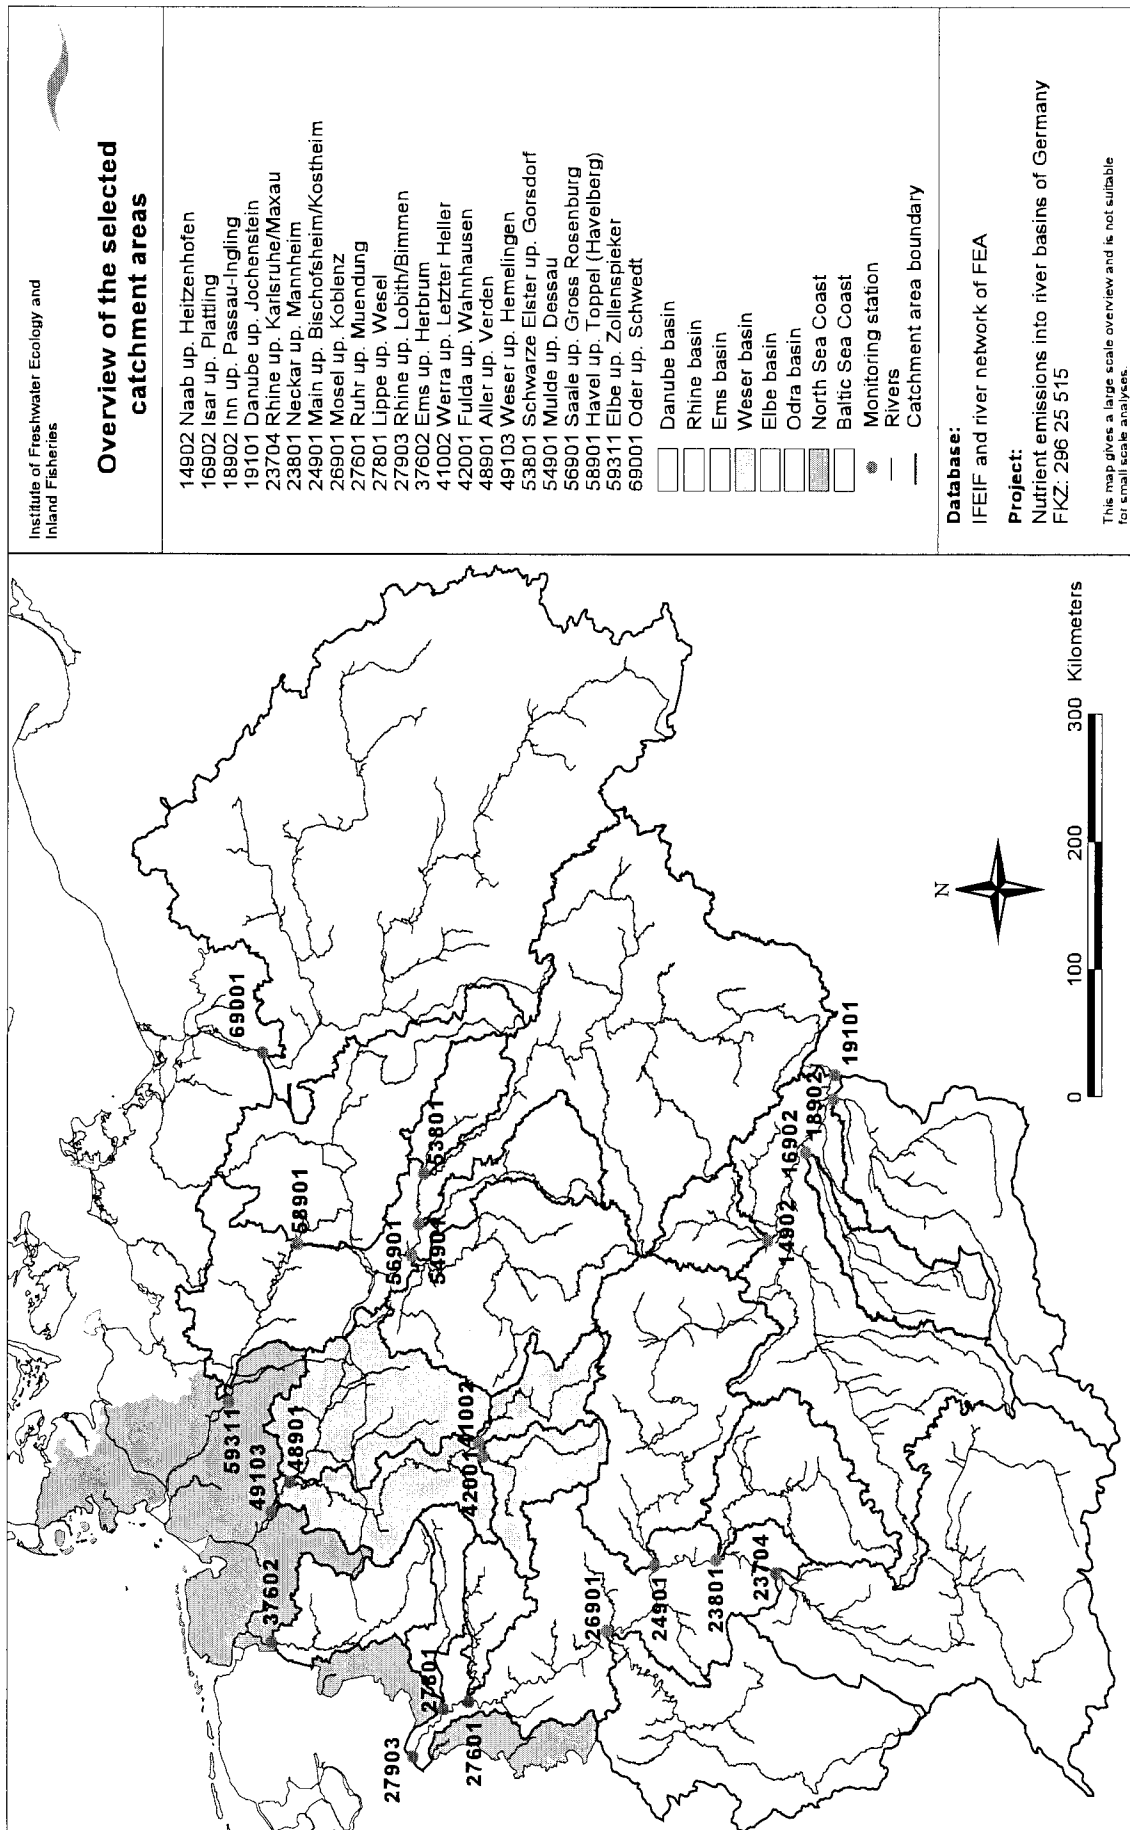 Institute of Freshwater Ecology and
Inland Fisheries
Overview of the selected
catchment areas
14902 Naab up. Heitzenhofen
16902 Isar up. Plattling
18902 Inn up. Passau-Ingling
19101 Danube up. Jochenstein
23704 Rhine up. Karlsruhe/Maxau
23801 Neckar up. Mannheim
24901 Main up. Bischofsheim/Kostheim
26901 Mosel up. Koblenz
27601 Ruhr up. Muendung
27801 Lippe up. Wesel
27903 Rhine up. Lobith/Bimmen
37602 Ems up. Herbrum
41002 Werra up. Letzter Heller
42001 Fulda up. Wahnhausen
48901 Aller up. Verden
49103 Weser up. Hemelingen
53801 Schwarze Elster up. Gorsdorf
54901 Mulde up. Dessau
56901 Saale up. Gross Rosenburg
58901 Havel up. Toppel (Havelberg)
59311 Elbe up. Zollenspieker
69001 Oder up. Schwedt
Danube basin
Rhine basin
Ems basin
Weser basin
Elbe basin
Odra basin
North Sea Coast
Baltic Sea Coast
Monitoring station
Rivers
Catchment area boundary
Database:
IFEIF and river network of FEA
Project:
Nutrient emissions into river basins of Germany
FKZ: 296 25 515
This map gives a large scale overview and is not suitable
for small scale analyses.
69001
58901
59311
49103
48901
37602
56901
54901
53801
41002
42001
27801
27903
27601
26901
24901
23801
23704
14902
16902
18902
19101
N
0 100 200 300 Kilometers